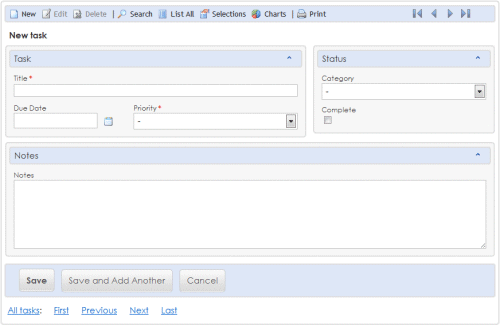 New Edit Delete | Search List All Selections Charts | Print
New task
Task
Status
Title *
Category
-
Due Date
Priority *
-
Complete
Notes
Notes
Save
Save and Add Another
Cancel
All tasks: First Previous Next Last